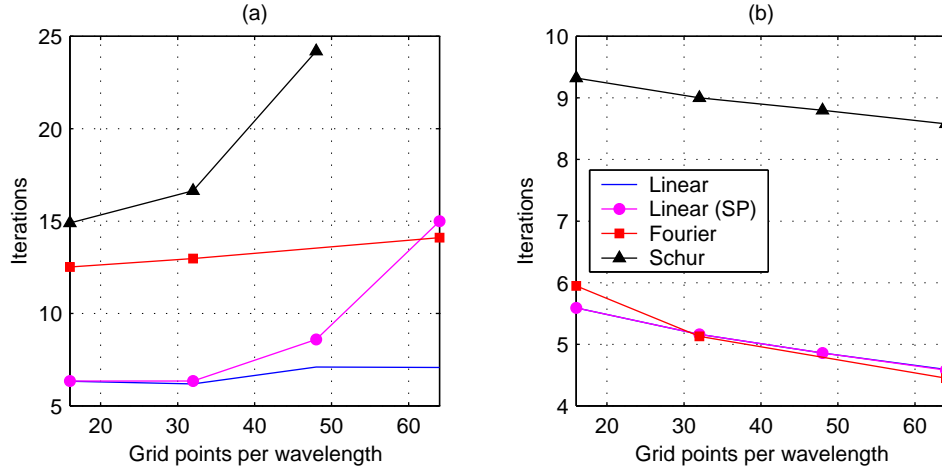 (a)
25
20
15
10
5
Iterations
20
30
40
50
60
Grid points per wavelength
(b)
10
9
8
7
6
5
4
Iterations
Linear
Linear (SP)
Fourier
Schur
20
30
40
50
60
Grid points per wavelength